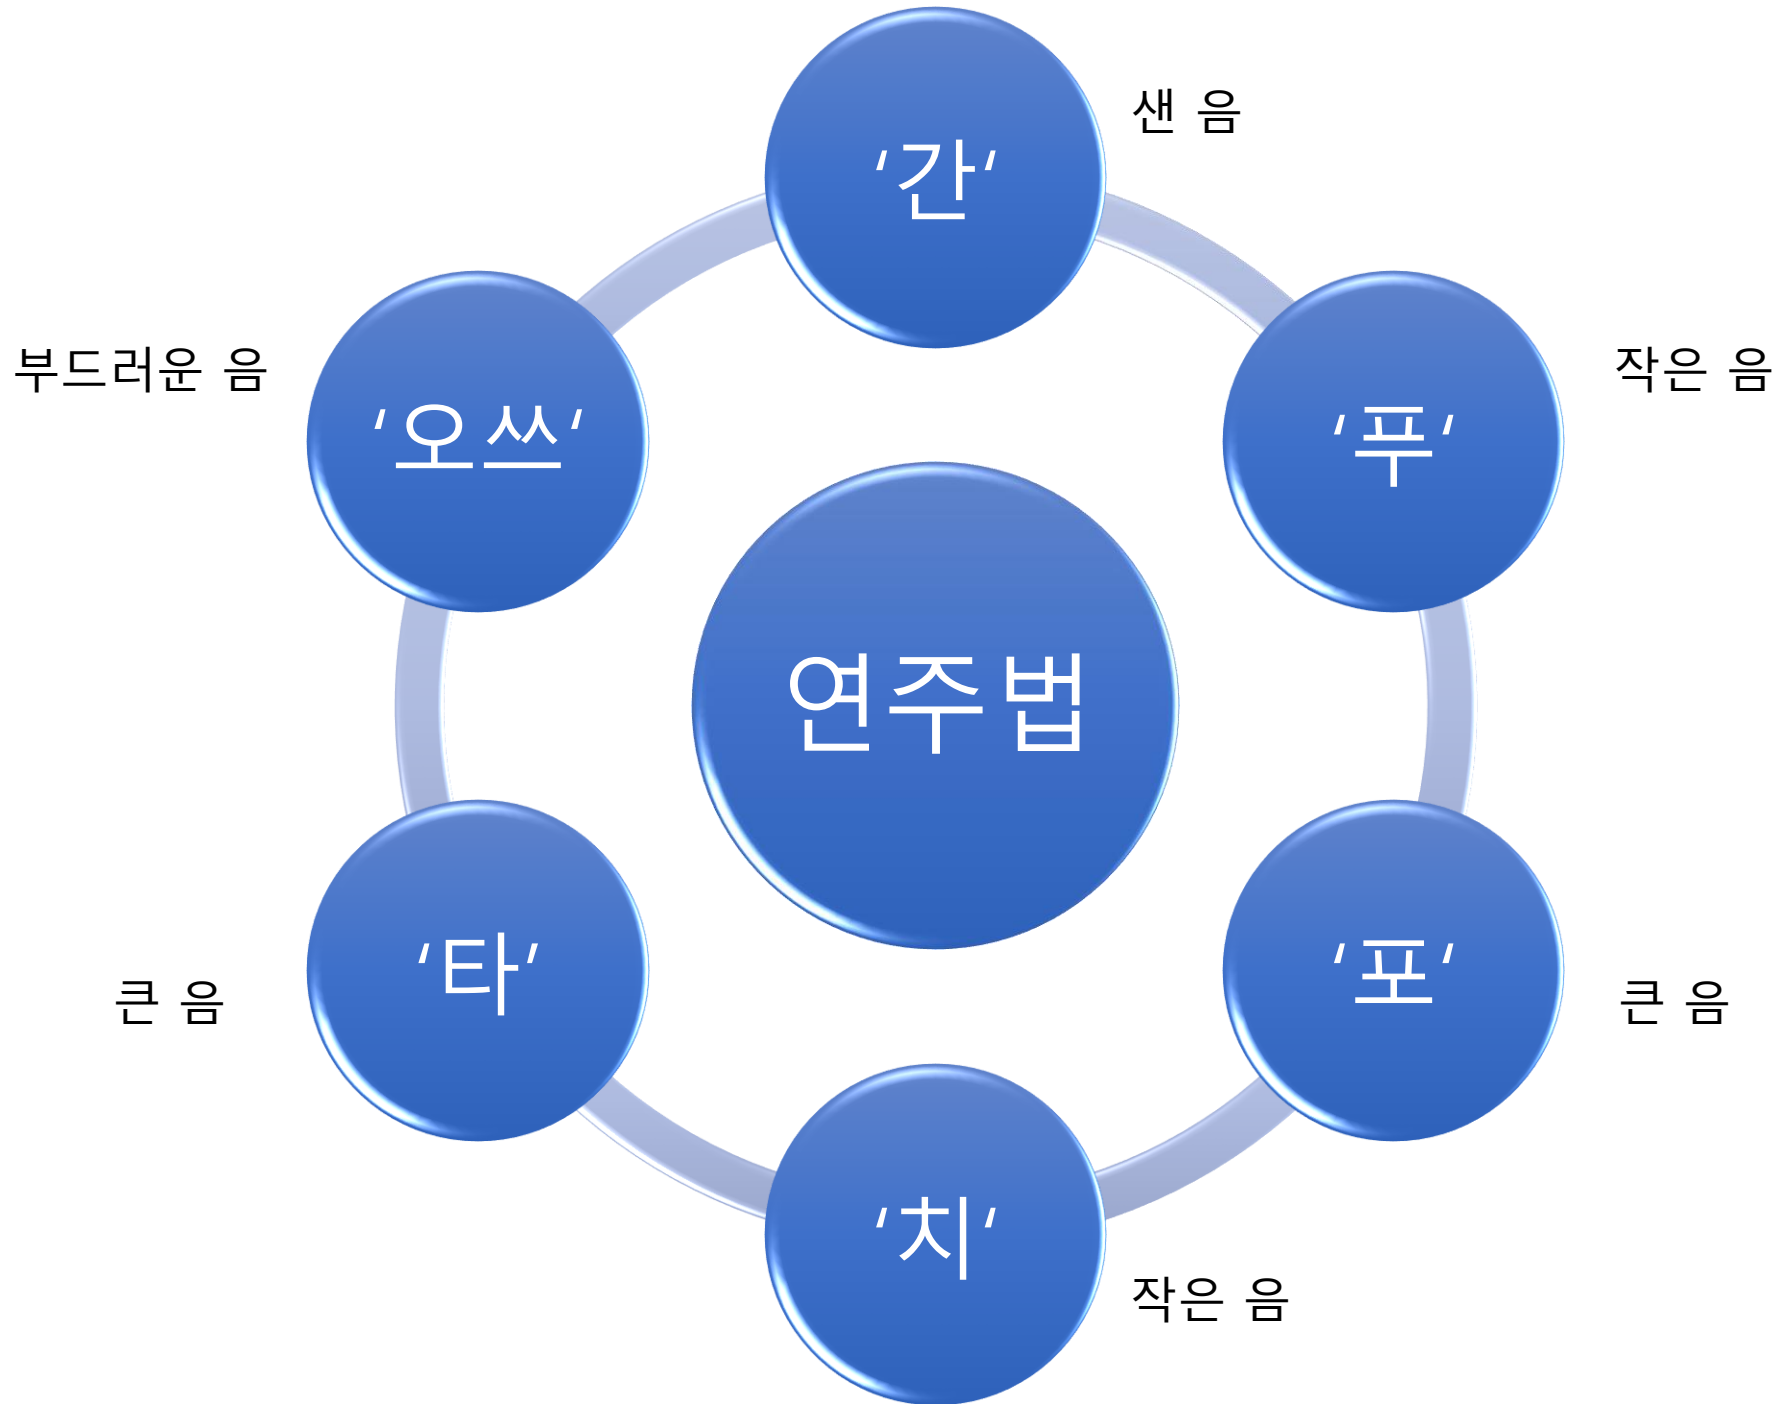 ‘간‘
샌 음
‘푸‘
작은 음
‘포‘
큰 음
‘치‘
작은 음
‘타’
큰 음
‘오쓰‘
부드러운 음
연주법